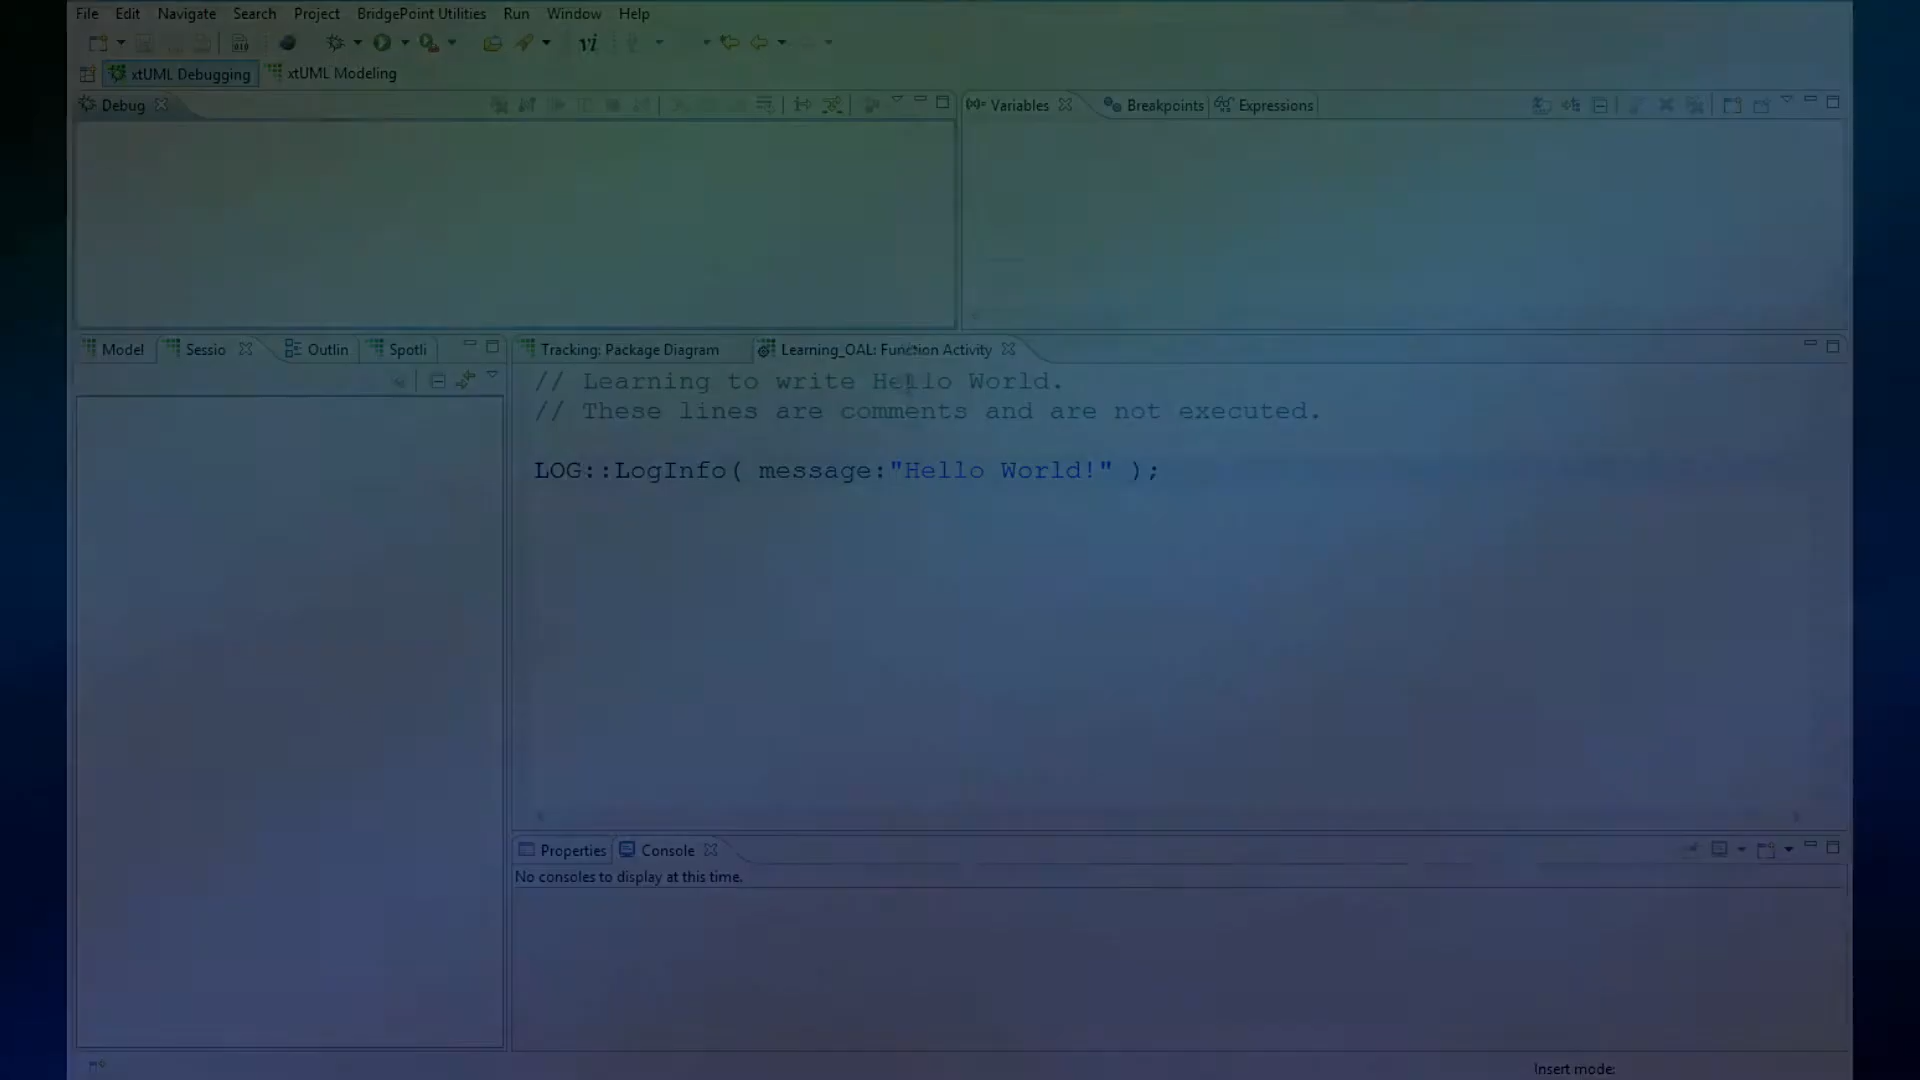 File Edit Navigate Search Project BridgePoint Utilities Run Window Help
vi
xtUML Debugging xtUML Modeling
Debug
Variables Breakpoints Expressions
Model Sessio Outlin Spotli
Tracking: Package Diagram Learning_OAL: Function Activity
// Learning to write Hello World.
// These lines are comments and are not executed.
LOG::LogInfo( message:"Hello World!" );
Properties Console
No consoles to display at this time.
Insert mode: